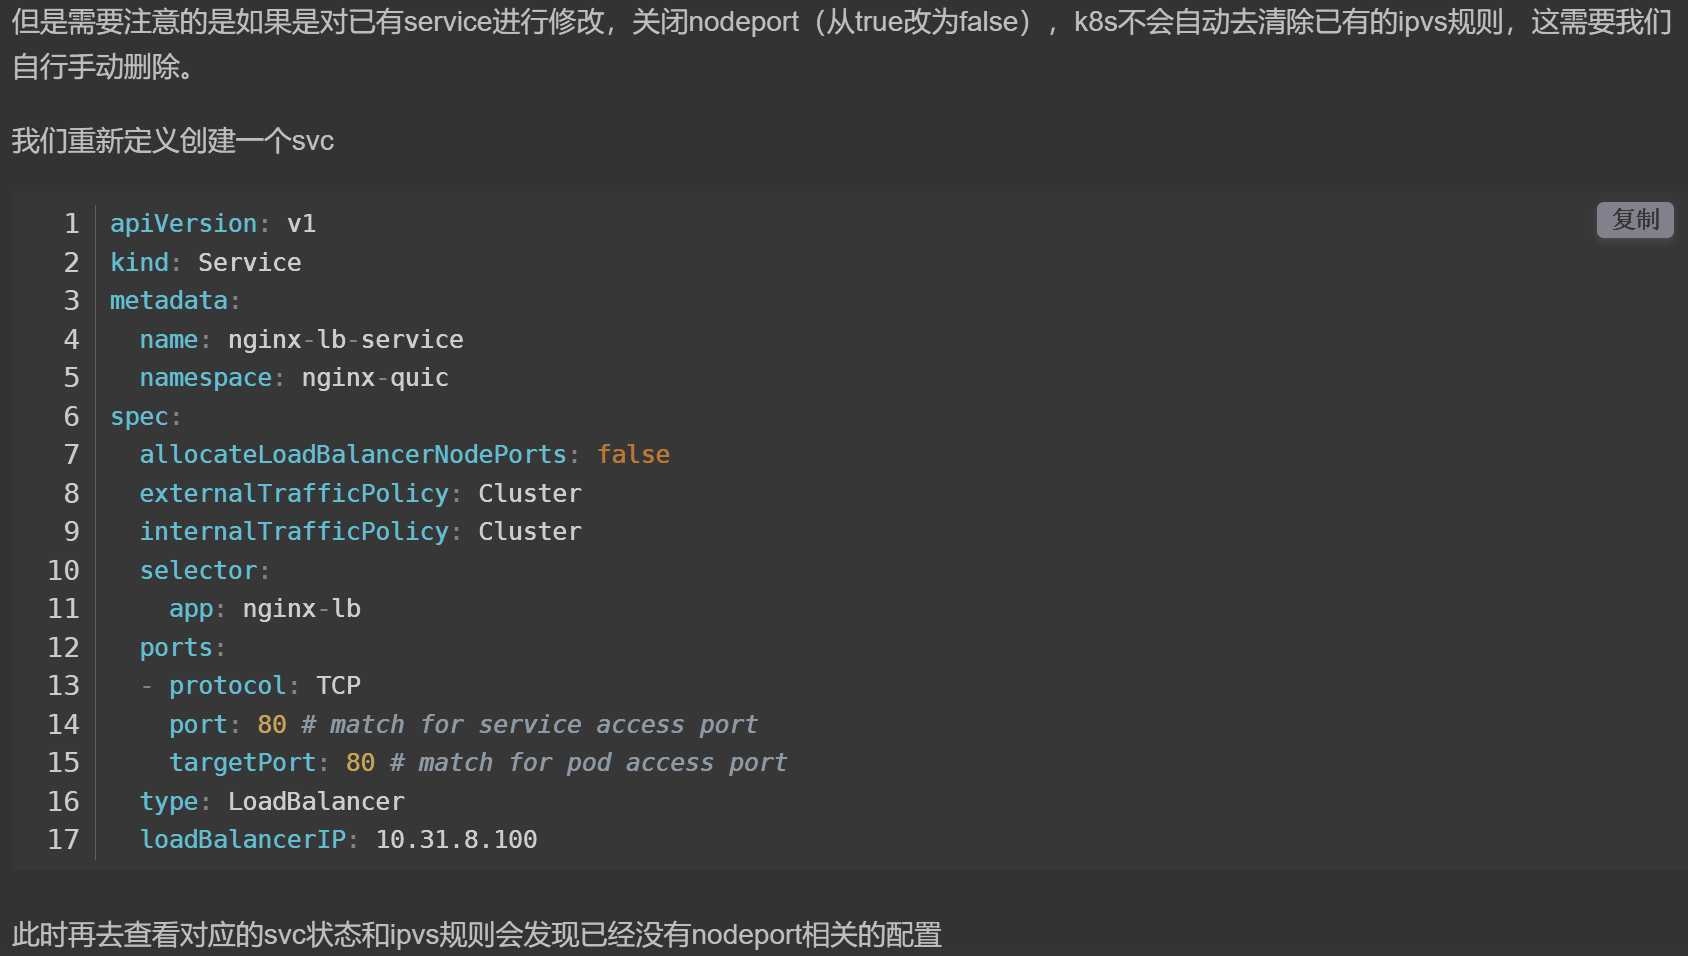 但是需要注意的是如果是对已有service进行修改，关闭nodeport（从true改为false），k8s不会自动去清除已有的ipvs规则，这需要我们
自行手动删除。
我们重新定义创建一个svc
复制
1 apiVersion: v1
2 kind: Service
3 metadata:
4   name: nginx-lb-service
5   namespace: nginx-quic
6 spec:
7   allocateLoadBalancerNodePorts: false
8   externalTrafficPolicy: Cluster
9   internalTrafficPolicy: Cluster
10   selector:
11     app: nginx-lb
12   ports:
13   - protocol: TCP
14     port: 80 # match for service access port
15     targetPort: 80 # match for pod access port
16   type: LoadBalancer
17   loadBalancerIP: 10.31.8.100
此时再去查看对应的svc状态和ipvs规则会发现已经没有nodeport相关的配置